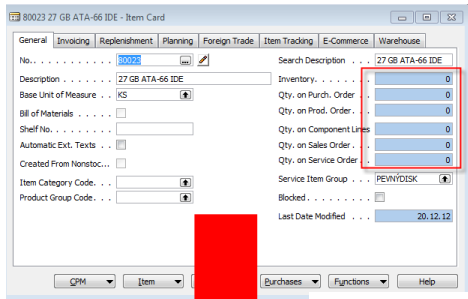 80023 27 GB ATA-66 IDE - Item Card
General Invoicing Replenishment Planning Foreign Trade Item Tracking E-Commerce Warehouse
No.. . . . . . . . . . . 80023 ... Search Description . . . 27 GB ATA-66 IDE
Description . . . . . . . 27 GB ATA-66 IDE Inventory. . . . . . . . 0
Base Unit of Measure . . KS Qty. on Purch. Order . . . 0
Bill of Materials . . . . . Qty. on Prod. Order. . . . 0
Shelf No. . . . . . . . . Qty. on Component Lines 0
Automatic Ext. Texts . . Qty. on Sales Order. . . 0
Created From Nonstoc... Qty. on Service Order. . . 0
Item Category Code. . . Service Item Group . . . PEVNÝDISK
Product Group Code. . . Blocked. . . . . . . .
Last Date Modified . . . 20.12.12
CPM Item Purchases Functions Help